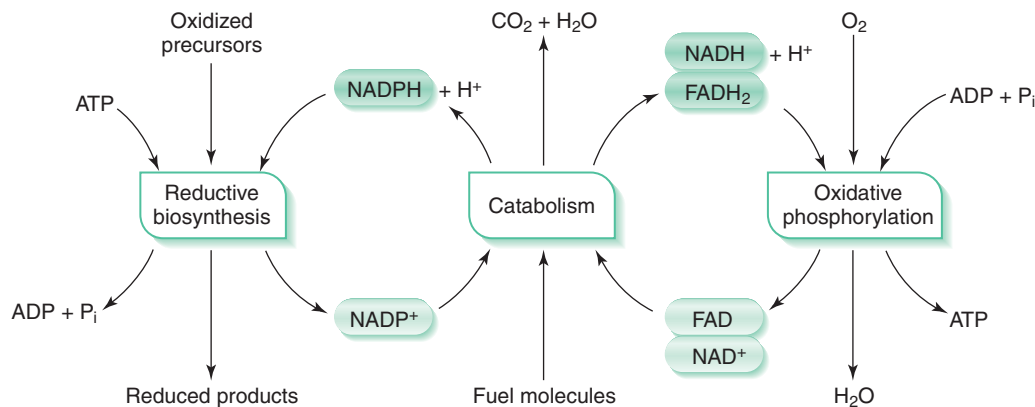 Oxidized
precursors
CO₂ + H₂O
O₂
NADH + H⁺
NADPH + H⁺
FADH₂
ATP
ADP + Pᵢ
Reductive
biosynthesis
Catabolism
Oxidative
phosphorylation
ADP + Pᵢ
NADP⁺
FAD
ATP
NAD⁺
Reduced products
Fuel molecules
H₂O